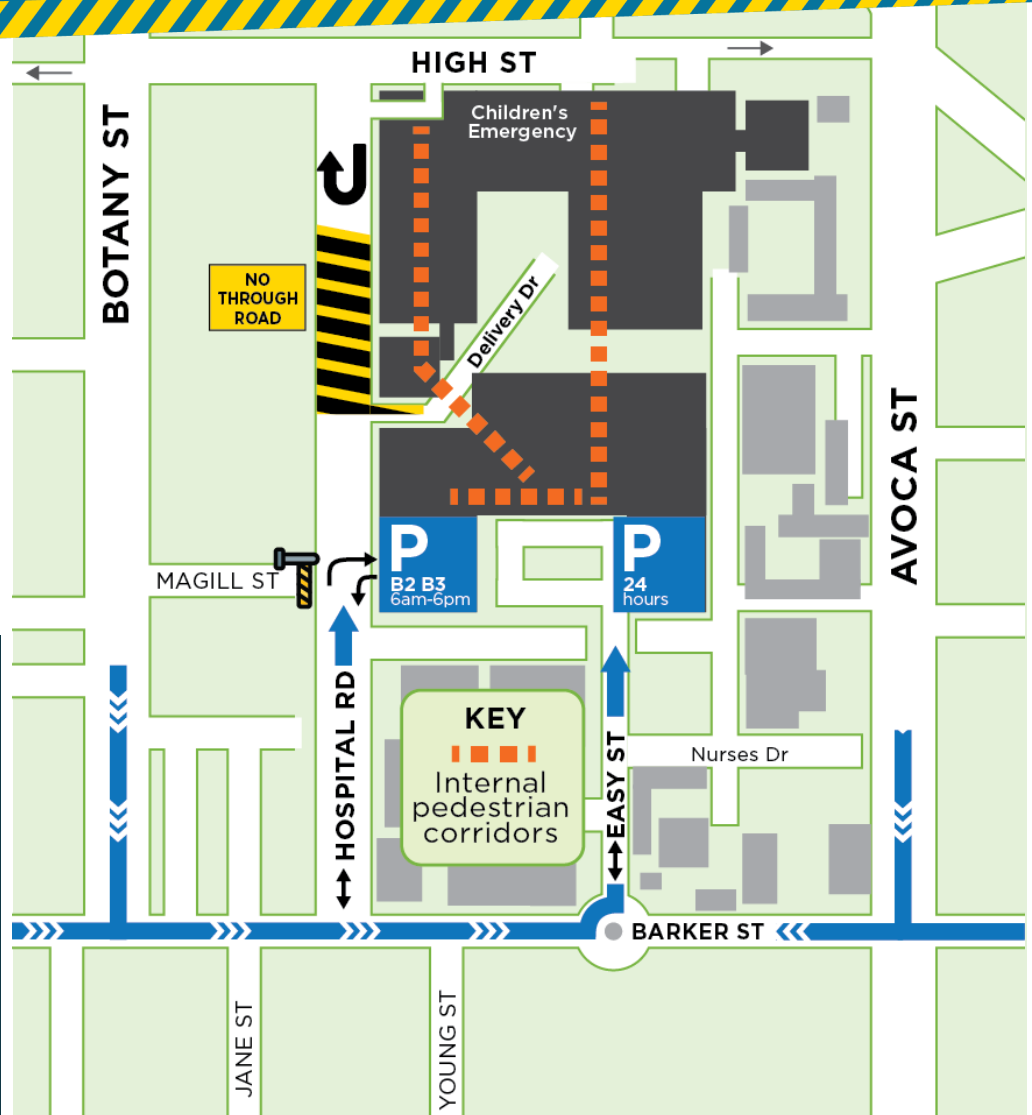 HIGH ST
BOTANY ST
Children's
Emergency
NO
THROUGH
ROAD
Delivery Dr
AVOCA ST
MAGILL ST
P
B2 B3
6am-6pm
P
24
hours
HOSPITAL RD
KEY
Internal
pedestrian
corridors
EASY ST
Nurses Dr
BARKER ST
JANE ST
YOUNG ST